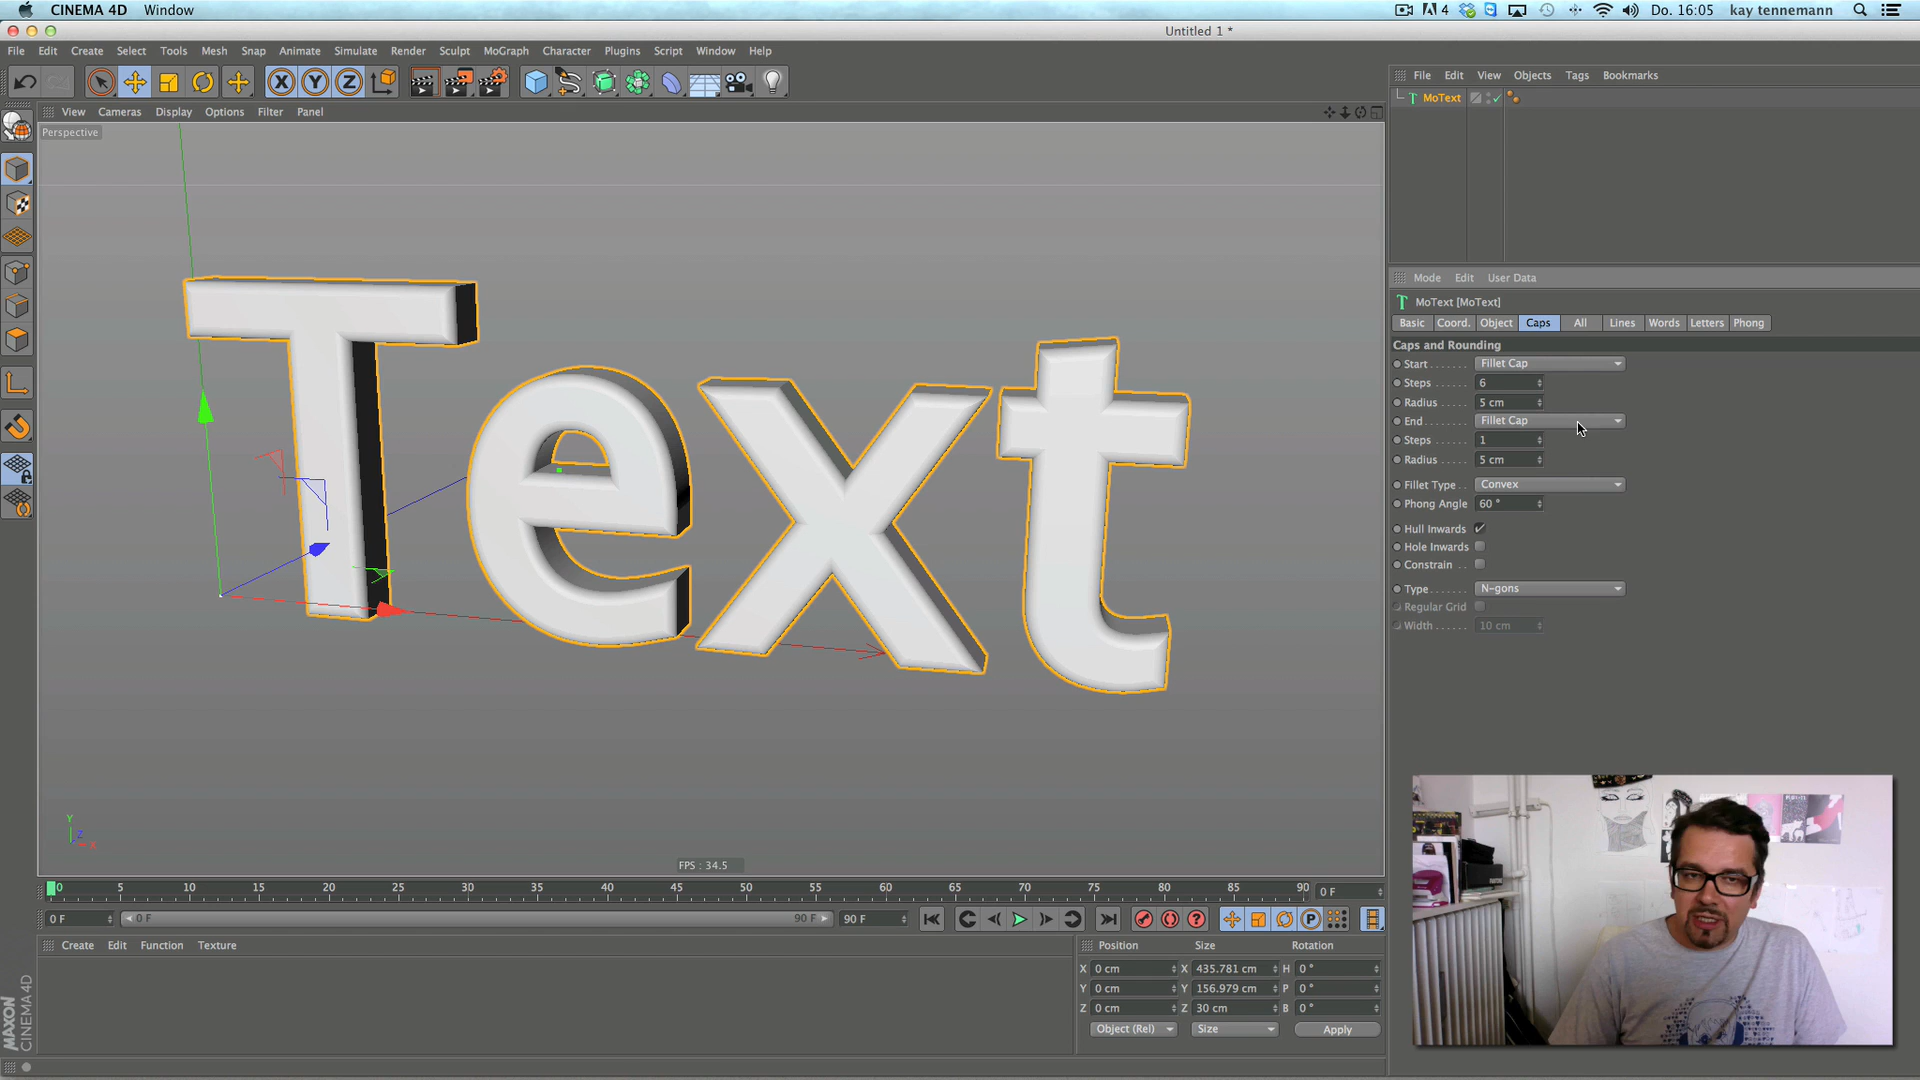 CINEMA 4D Window
4 Do. 16:05 kay tennemann
Untitled 1 *
File Edit Create Select Tools Mesh Snap Animate Simulate Render Sculpt MoGraph Character Plugins Script Window Help
X Y Z
File Edit View Objects Tags Bookmarks
MoText
View Cameras Display Options Filter Panel
Perspective
Text
Y
Z
X
FPS : 34.5
Mode Edit User Data
MoText [MoText]
Basic Coord. Object Caps All Lines Words Letters Phong
Caps and Rounding
Start . . . . . . Fillet Cap
Steps . . . . . 6
Radius . . . . 5 cm
End . . . . . . . Fillet Cap
Steps . . . . . 1
Radius . . . . 5 cm
Fillet Type . . Convex
Phong Angle 60 °
Hull Inwards
Hole Inwards
Constrain . .
Type . . . . . . N-gons
Regular Grid
Width . . . . . 10 cm
0 5 10 15 20 25 30 35 40 45 50 55 60 65 70 75 80 85 90 0 F
0 F 0 F 90 F 90 F P
Create Edit Function Texture
Position Size Rotation
X 0 cm X 435.781 cm H 0 °
Y 0 cm Y 156.979 cm P 0 °
Z 0 cm Z 30 cm B 0 °
Object (Rel) Size Apply
MAXON
CINEMA 4D